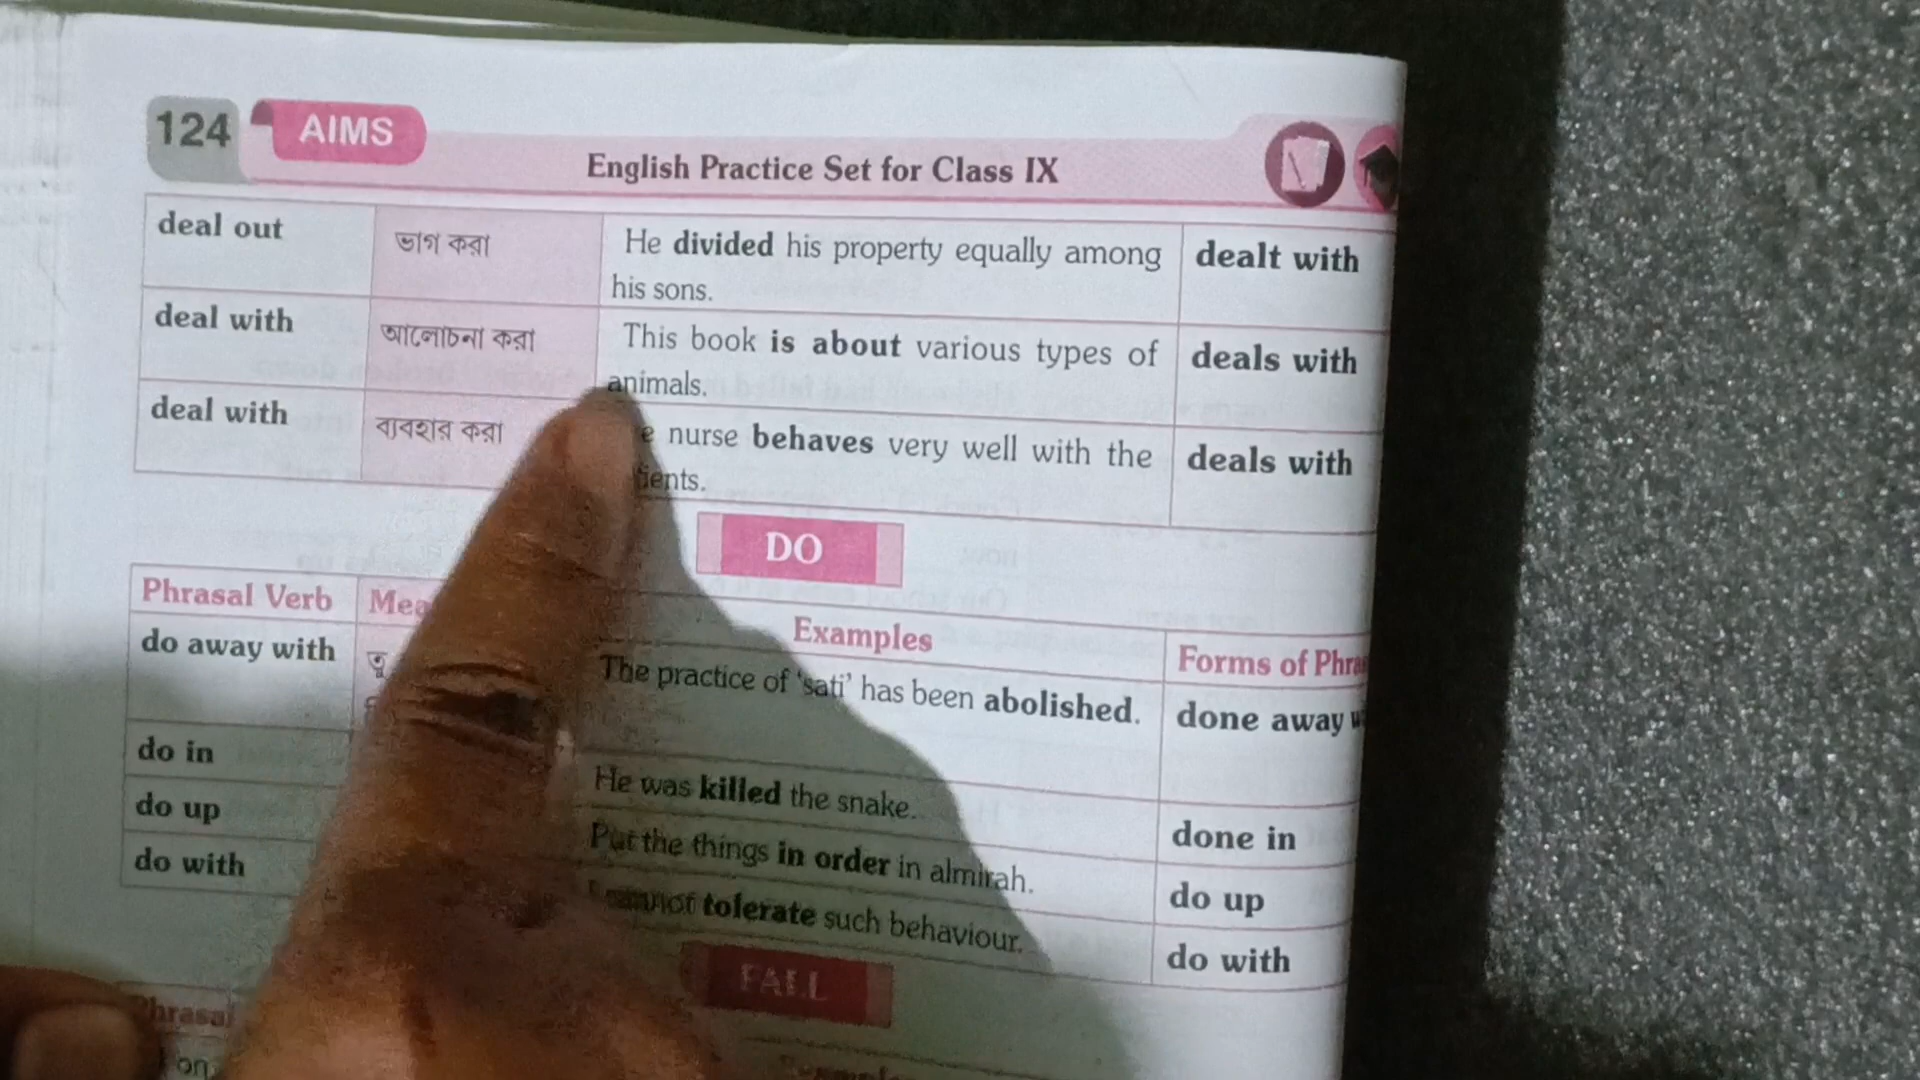 124 AIMS
English Practice Set for Class IX
deal out ভাগ করা He divided his property equally among dealt with
his sons.
deal with আলোচনা করা This book is about various types of deals with
animals.
deal with ব্যবহার করা nurse behaves very well with the deals with
DO
Phrasal Verb Examples Forms of
do away with The practice of ‘sati’ has been abolished. done away
do in He was killed the snake. done in
do up Put the things in order in almirah. do up
do with tolerate such behaviour. do with
FALL
Phrasal
on